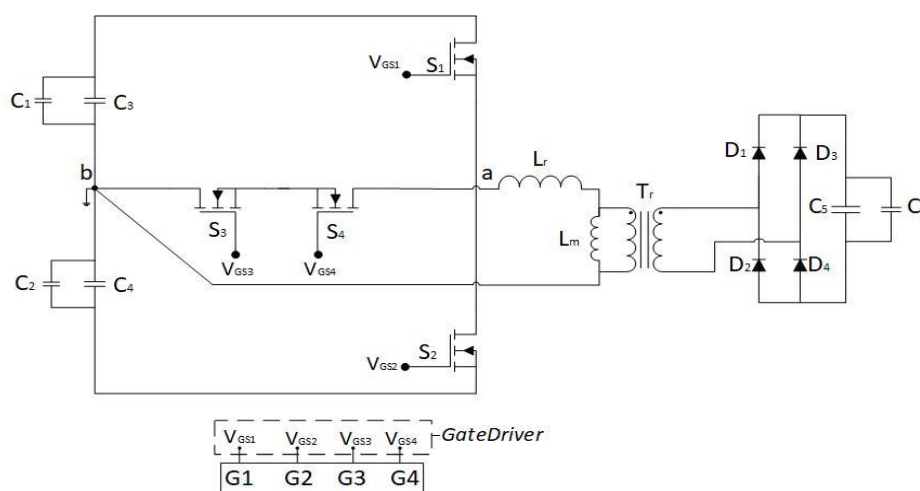 VGS1
S1
C1
C3
b
a
Lr
D1
D3
Tr
C5
C
S3
S4
Lm
VGS3
VGS4
D2
D4
C2
C4
S2
VGS2
VGS1 VGS2 VGS3 VGS4 GateDriver
G1 G2 G3 G4